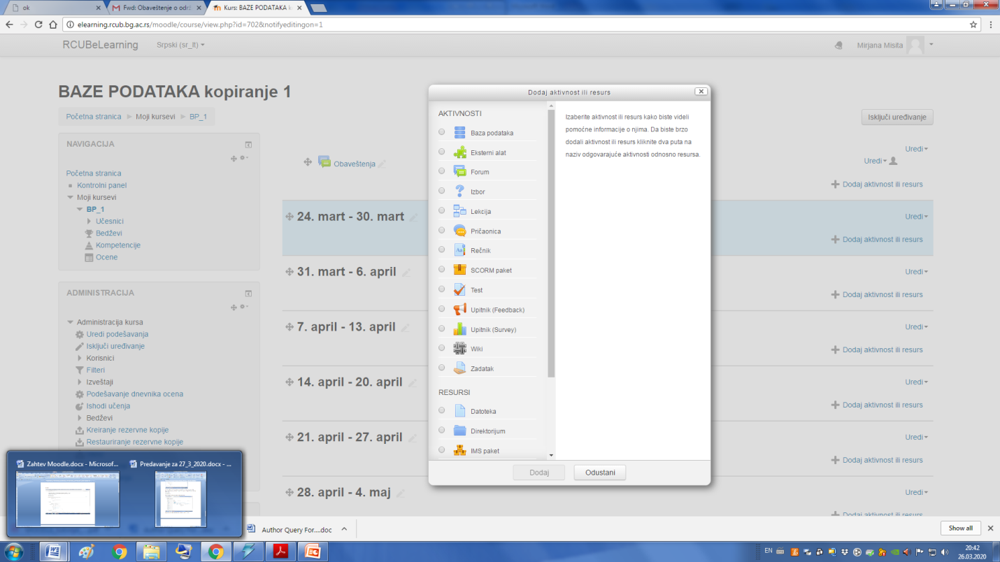 ok
Fwd: Obaveštenje o održ
Kurs: BAZE PODATAKA k
elearning.rcub.bg.ac.rs/moodle/course/view.php?id=702&notifyeditingon=1
RCUBeLearning
Srpski (sr_lt)
Mirjana Misita
BAZE PODATAKA kopiranje 1
Početna stranica
Moji kursevi
BP_1
Isključi uređivanje
NAVIGACIJA
Početna stranica
Kontrolni panel
Moji kursevi
BP_1
Učesnici
Bedževi
Kompetencije
Ocene
ADMINISTRACIJA
Administracija kursa
Uredi podešavanja
Isključi uređivanje
Korisnici
Filteri
Izveštaji
Podešavanje dnevnika ocena
Ishodi učenja
Bedževi
Kreiranje rezervne kopije
Restauriranje rezervne kopije
Obaveštenja
Uredi
Uredi
Dodaj aktivnost ili resurs
24. mart - 30. mart
Uredi
Dodaj aktivnost ili resurs
31. mart - 6. april
Uredi
Dodaj aktivnost ili resurs
7. april - 13. april
Uredi
Dodaj aktivnost ili resurs
14. april - 20. april
Uredi
Dodaj aktivnost ili resurs
21. april - 27. april
Uredi
Dodaj aktivnost ili resurs
28. april - 4. maj
Uredi
Dodaj aktivnost ili resurs
Dodaj aktivnost ili resurs
AKTIVNOSTI
Baza podataka
Eksterni alat
Forum
Izbor
Lekcija
Pričaonica
Rečnik
SCORM paket
Test
Upitnik (Feedback)
Upitnik (Survey)
Wiki
Zadatak
RESURSI
Datoteka
Direktorijum
IMS paket
Izaberite aktivnost ili resurs kako biste videli
pomoćne informacije o njima. Da biste brzo
dodali aktivnost ili resurs kliknite dva puta na
naziv odgovarajuće aktivnosti odnosno resursa.
Dodaj
Odustani
Zahtev Moodle.docx - Microsof...
Predavanje za 27_3_2020.docx - ...
Author Query For....doc
Show all
EN
20:42
26.03.2020